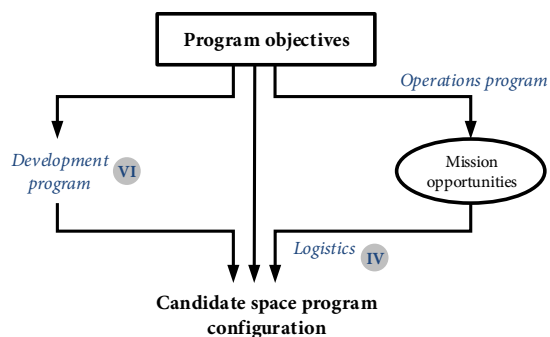 Program objectives
Operations program
Development
program
VI
Mission
opportunities
Logistics
IV
Candidate space program
configuration